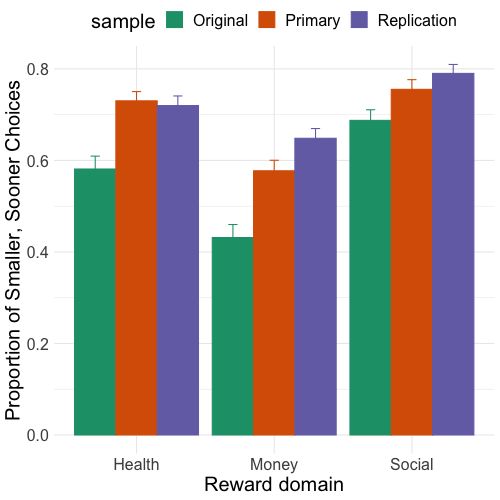 sample Original Primary Replication
Proportion of Smaller, Sooner Choices
0.8
0.6
0.4
0.2
0.0
Health Money Social
Reward domain